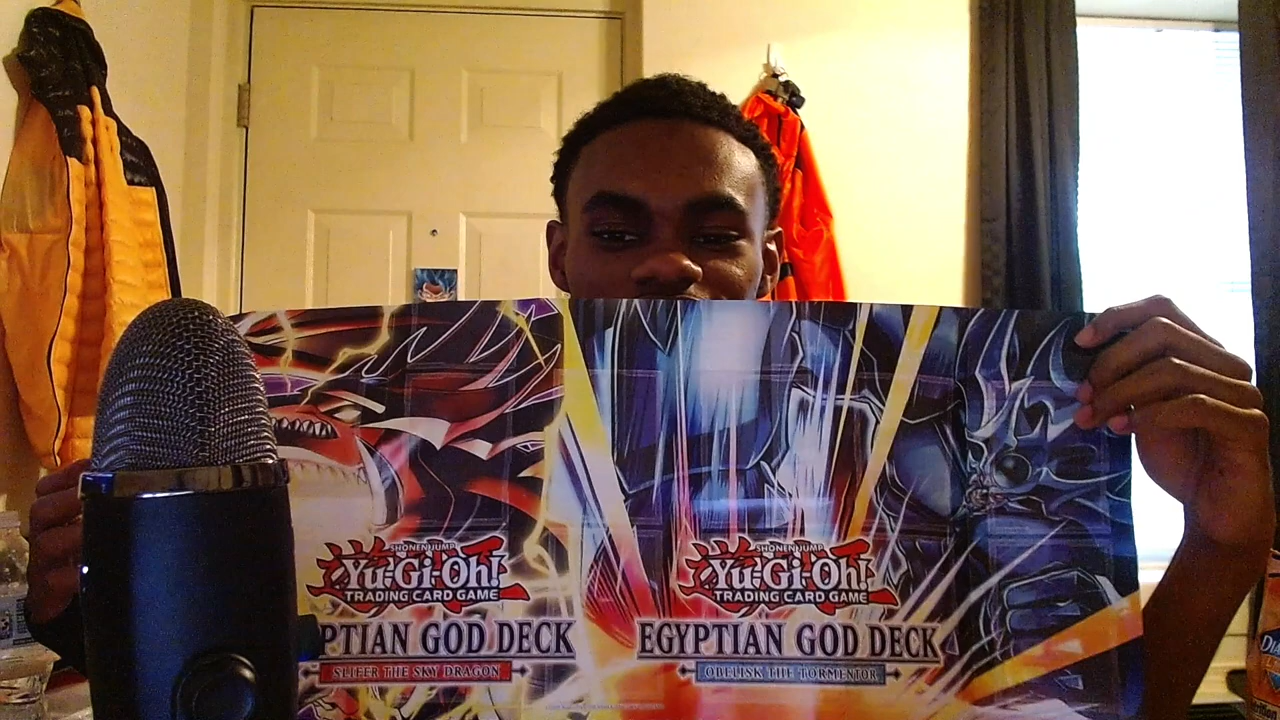 SHONEN JUMP
Yu-Gi-Oh!
TRADING CARD GAME
PTIAN GOD DECK
SLIFER THE SKY DRAGON
SHONEN JUMP
Yu-Gi-Oh!
TRADING CARD GAME
EGYPTIAN GOD DECK
OBELISK THE TORMENTOR